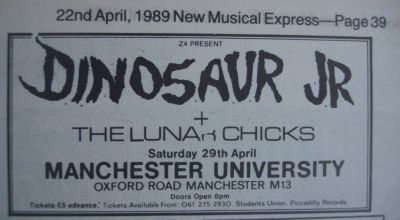 22nd April, 1989 New Musical Express—Page 39
Z4 PRESENT
DINOSAUR JR
+
THE LUNAR CHICKS
Saturday 29th April
MANCHESTER UNIVERSITY
OXFORD ROAD MANCHESTER M13
Doors Open 8pm
Tickets £5 advance,' Tickets Available From: 061 275 2930. Students Union. Piccadilly Records.